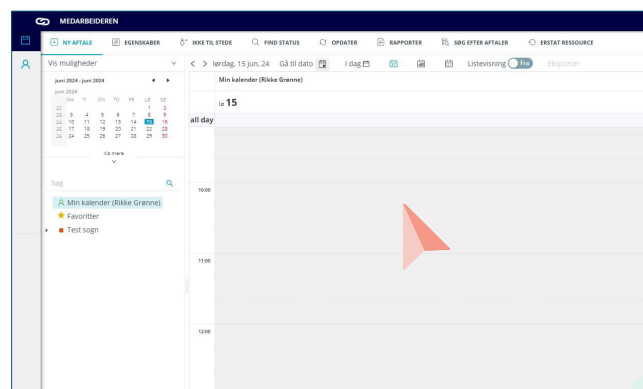 MEDARBEIDEREN
NY AFTALE EGENSKABER IKKE TIL STEDE FIND STATUS OPDATER RAPPORTER SØG EFTER AFTALER ERSTAT RESSOURCE
Vis muligheder
lørdag, 15 jun, 24 Gå til dato I dag Listevisning Fra Eksporter
juni 2024 - juni 2024
juni 2024
MA TI ON TO FR LØ SØ
22 1 2
23 3 4 5 6 7 8 9
24 10 11 12 13 14 15 16
25 17 18 19 20 21 22 23
26 24 25 26 27 28 29 30
Vis mere
Søg
Min kalender (Rikke Grønne)
Favoritter
Test sogn
Min kalender (Rikke Grønne)
lø 15
all day
10:00
11:00
12:00